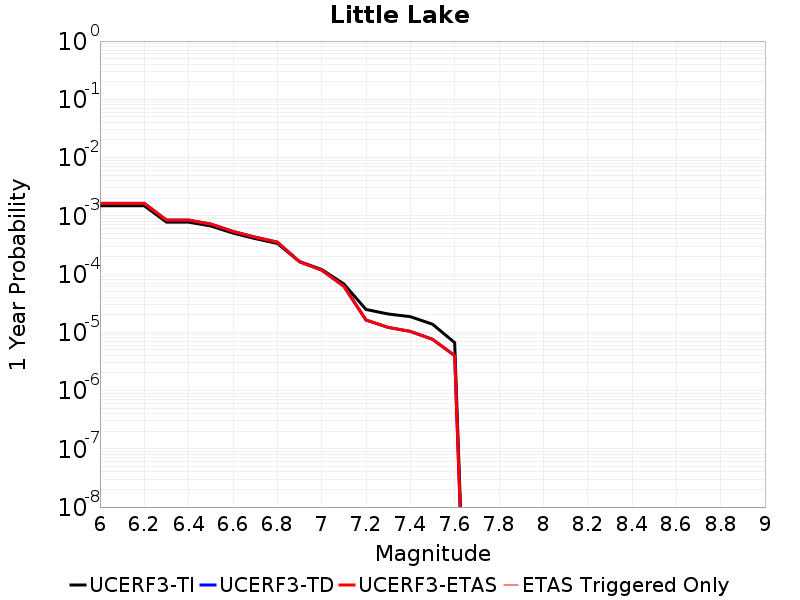 Little Lake
1 Year Probability
10^0
10^-1
10^-2
10^-3
10^-4
10^-5
10^-6
10^-7
10^-8
6 6.2 6.4 6.6 6.8 7 7.2 7.4 7.6 7.8 8 8.2 8.4 8.6 8.8 9
Magnitude
UCERF3-TI UCERF3-TD UCERF3-ETAS ETAS Triggered Only